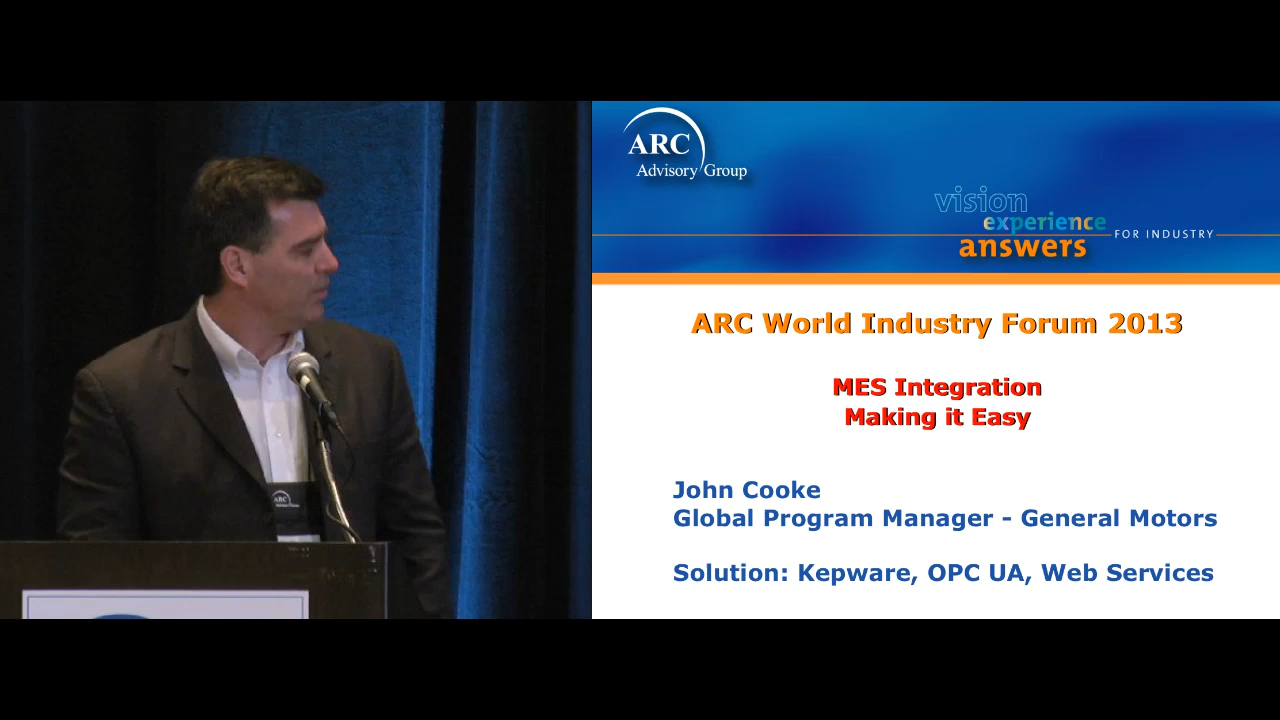 ARC
Advisory Group
vision
experience
FOR INDUSTRY
answers
ARC World Industry Forum 2013
MES Integration
Making it Easy
John Cooke
Global Program Manager - General Motors
Solution: Kepware, OPC UA, Web Services
ARC